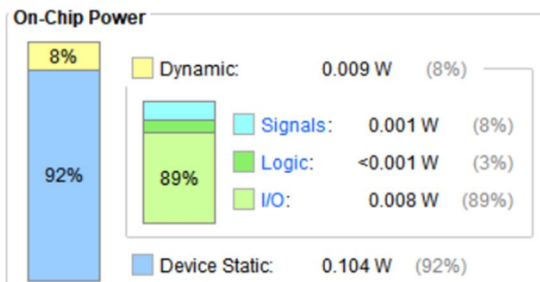 On-Chip Power
8%
92%
Dynamic: 0.009 W (8%)
89%
Signals: 0.001 W (8%)
Logic: <0.001 W (3%)
I/O: 0.008 W (89%)
Device Static: 0.104 W (92%)